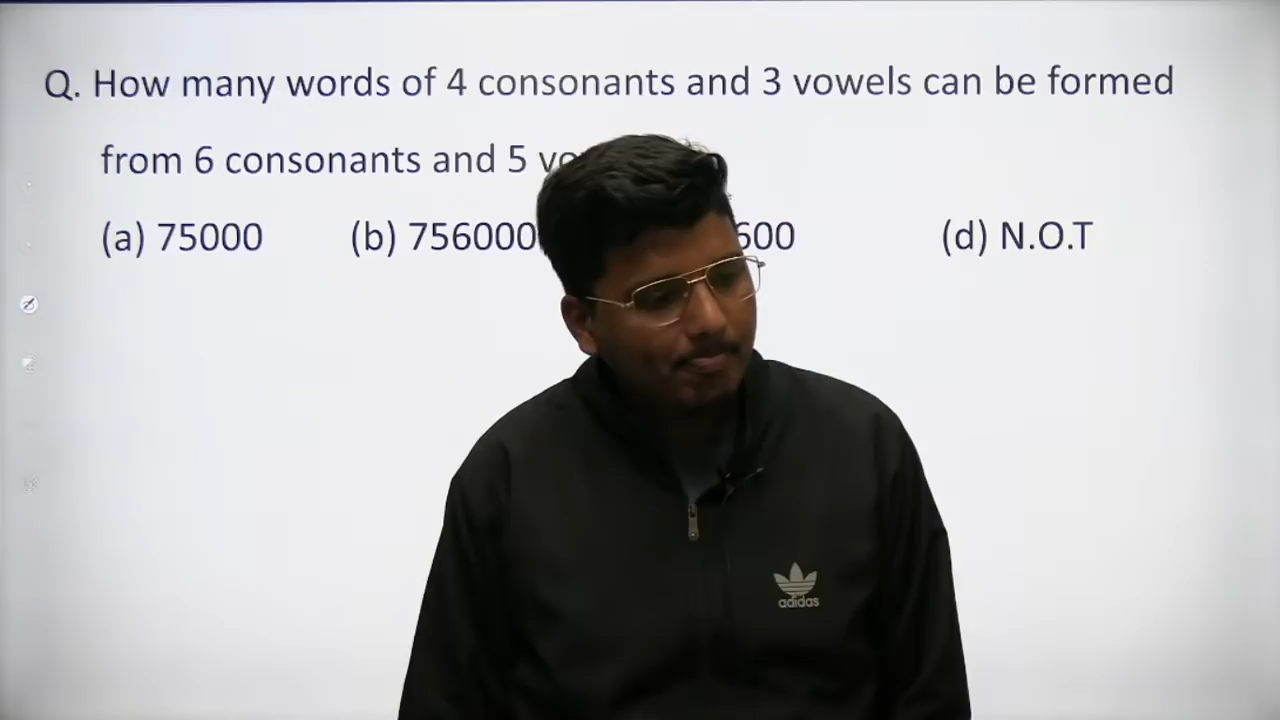 Q. How many words of 4 consonants and 3 vowels can be formed
from 6 consonants and 5
(a) 75000 (b) 756000 (d) N.O.T
adidas